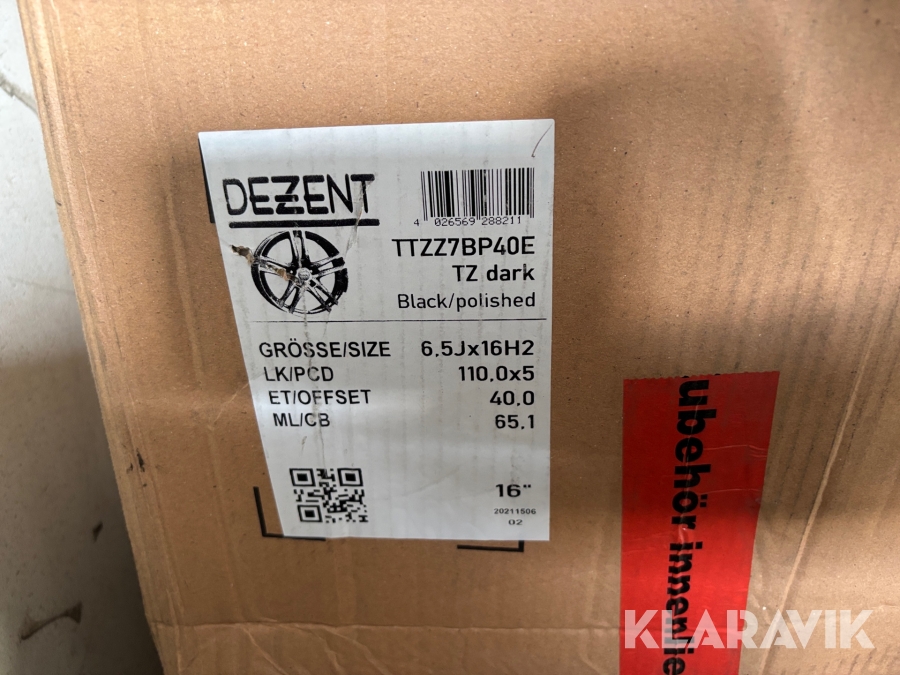 DEZENT
4 026569 288211
TTZZ7BP40E
TZ dark
Black/polished
GRÖSSE/SIZE 6,5Jx16H2
LK/PCD 110,0x5
ET/OFFSET 40,0
ML/CB 65,1
16"
20211506
02
ubehör innenlie
KLARAVIK